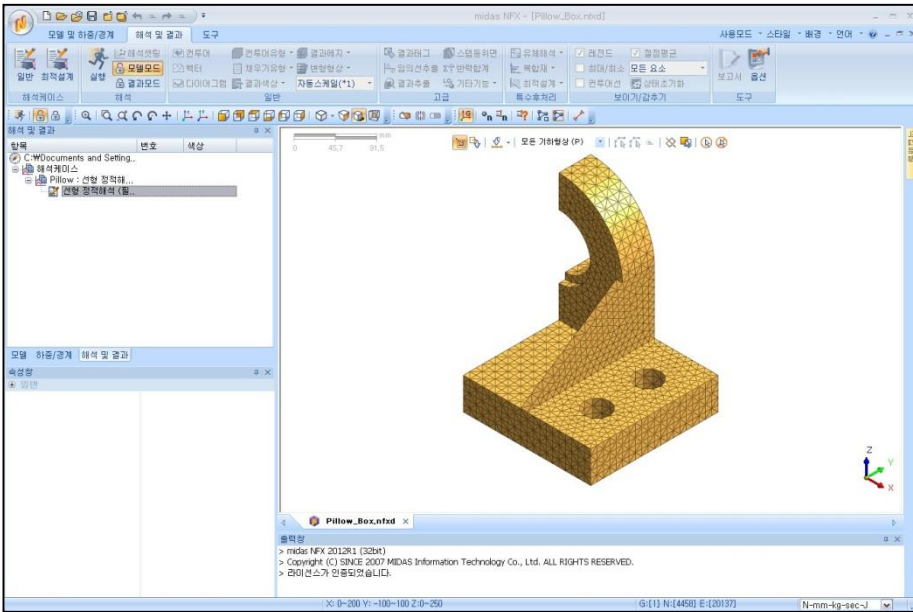 midas NFX - [Pillow_Box.nfxd]
모델 및 하중/경계 해석 및 결과 도구
사용모드 스타일 배경 언어
일반 최적설계 실행 해석셋팅 모델모드 결과모드
컨투어 벡터 다이어그램
컨투어유형 채우기유형 결과색상
결과예지 변형형상 자동스케일(*1)
결과태그 임의선추출 결과추출
스텝등위면 반력합계 기타기능
유체해석 복합재 최적설계
레전드 최대/최소 컨투어선
절점평균 모든 요소 상태초기화
보고서 옵션
해석케이스 해석 일반 고급 특수후처리 보이기/감추기 도구
해석 및 결과
항목 번호 색상
C:₩Documents and Setting..
해석케이스
Pillow : 선형 정적해...
선형 정적해석 (필..
모델 하중/경계 해석 및 결과
속성창
일반
mm
0 45,7 91,5
모든 기하형상 (P)
Z
Y
X
Pillow_Box.nfxd
출력창
> midas NFX 2012R1 (32bit)
> Copyright (C) SINCE 2007 MIDAS Information Technology Co., Ltd. ALL RIGHTS RESERVED.
> 라이선스가 인증되었습니다.
X: 0~200 Y: -100~100 Z:0~250
G:[1] N:[4458] E:[20137]
N-mm-kg-sec-J